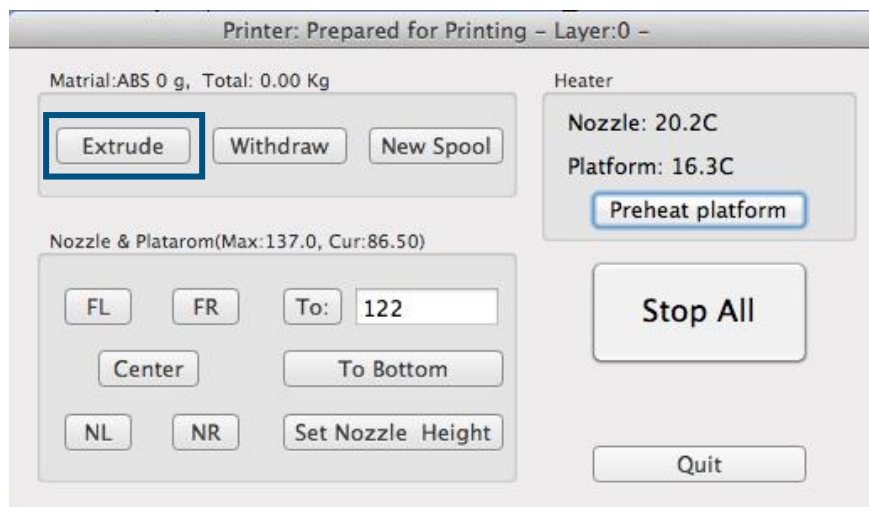 Printer: Prepared for Printing – Layer:0 –
Matrial:ABS 0 g, Total: 0.00 Kg
Extrude
Withdraw
New Spool
Heater
Nozzle: 20.2C
Platform: 16.3C
Preheat platform
Nozzle & Platarom(Max:137.0, Cur:86.50)
FL
FR
To:
122
Center
To Bottom
NL
NR
Set Nozzle Height
Stop All
Quit